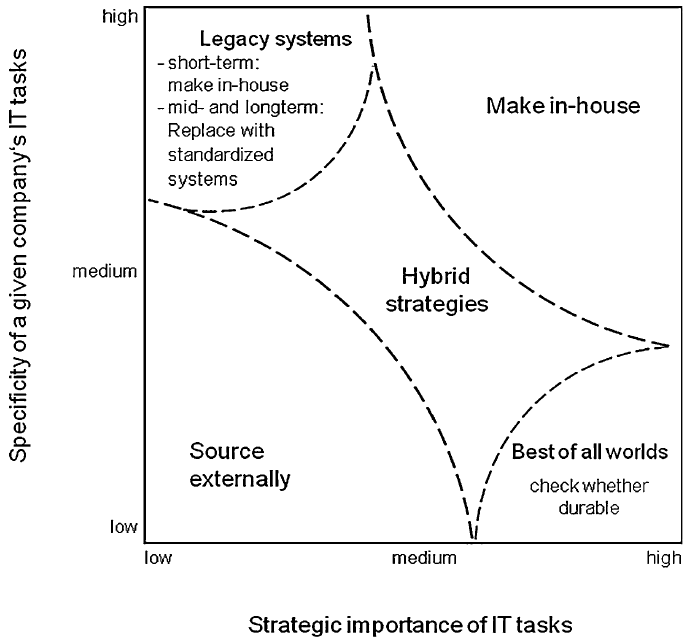 Specificity of a given company's IT tasks
high
medium
low
Legacy systems
- short-term:
make in-house
- mid- and longterm:
Replace with
standardized
systems
Make in-house
Hybrid
strategies
Source
externally
Best of all worlds
check whether
durable
low
medium
high
Strategic importance of IT tasks